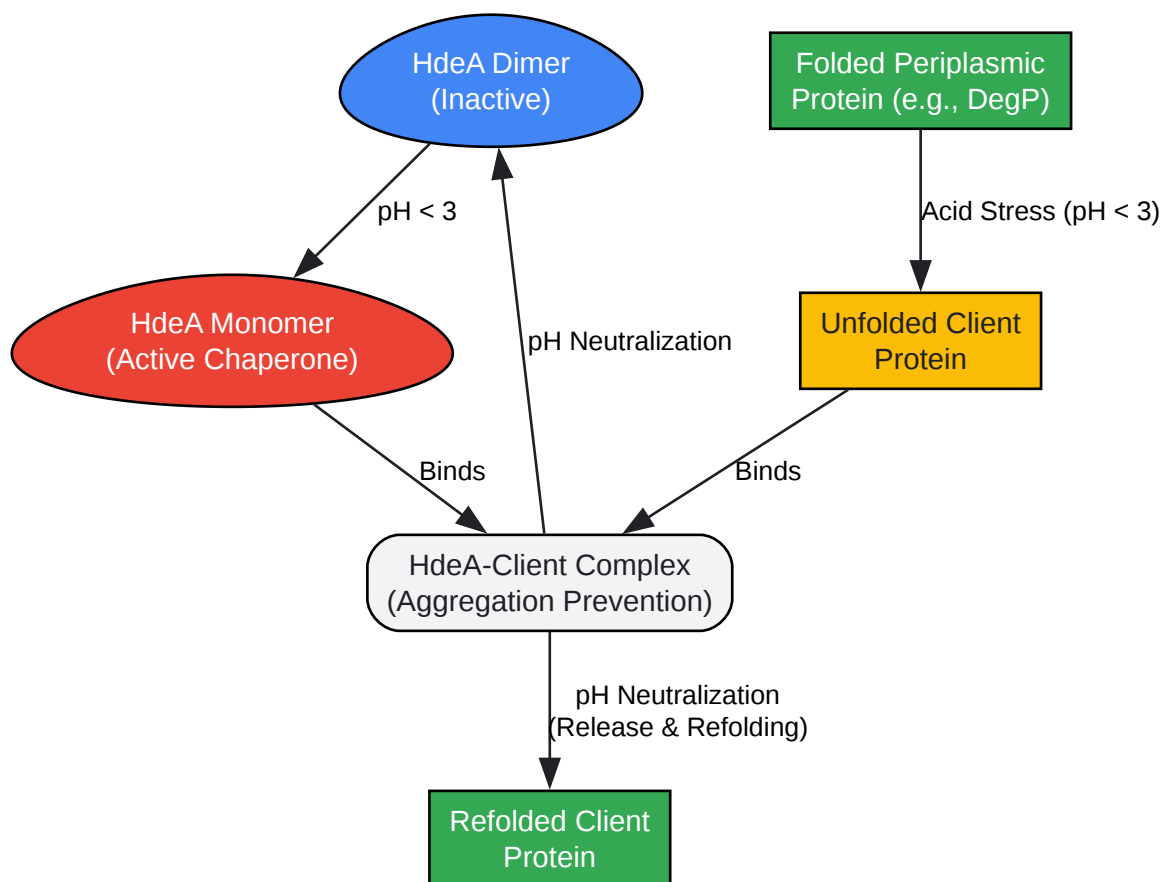 HdeA Dimer
(Inactive)
Folded Periplasmic
Protein (e.g., DegP)
pH < 3
Acid Stress (pH < 3)
HdeA Monomer
(Active Chaperone)
pH Neutralization
Unfolded Client
Protein
Binds
Binds
HdeA-Client Complex
(Aggregation Prevention)
pH Neutralization
(Release & Refolding)
Refolded Client
Protein